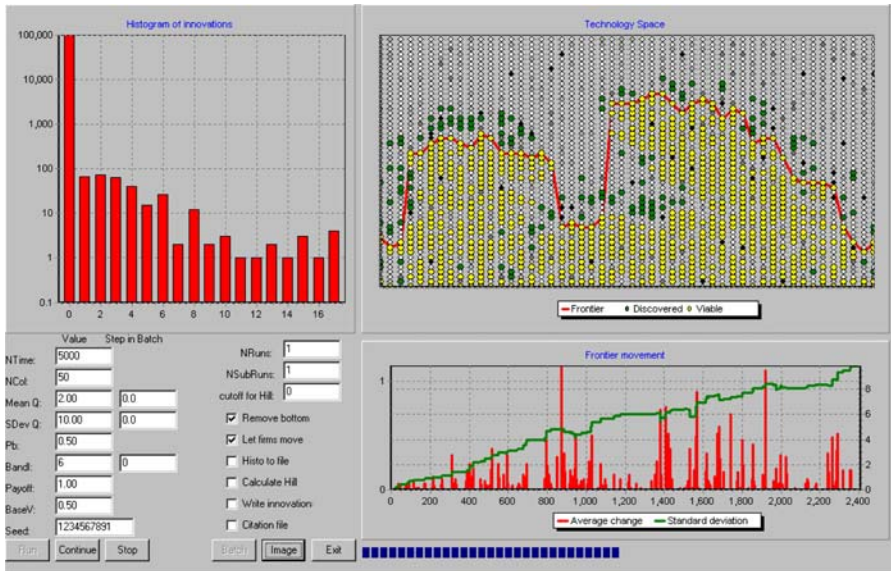 Histogram of innovations
100,000
10,000
1,000
100
10
1
0.1
0 2 4 6 8 10 12 14 16
Technology Space
Frontier Discovered Viable
Value Step in Batch
NTime: 5000
NCol: 50
Mean Q: 2.00 0.0
SDev Q: 10.00 0.0
Pb: 0.50
Bandl: 6 0
Payoff: 1.00
BaseV: 0.50
Seed: 1234567891
NRuns: 1
NSubRuns: 1
cutoff for Hill: 0
Remove bottom
Let firms move
Histo to file
Calculate Hill
Write innovation:
Citation file
Run Continue Stop Batch Image Exit
Frontier movement
1
0
8
6
4
2
0
0 200 400 600 800 1,000 1,200 1,400 1,600 1,800 2,000 2,200 2,400
Average change Standard deviation